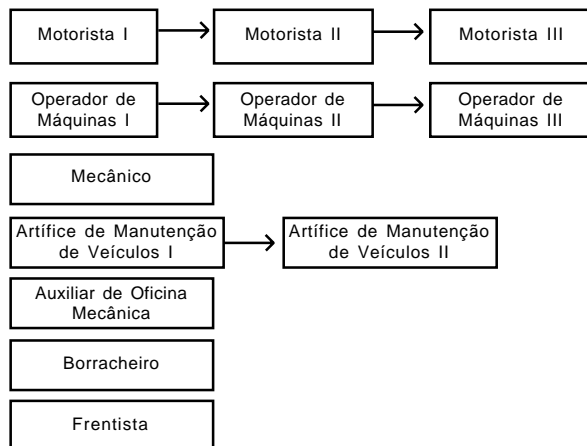 Motorista I
Motorista II
Motorista III
Operador de
Máquinas I
Operador de
Máquinas II
Operador de
Máquinas III
Mecânico
Artífice de Manutenção
de Veículos I
Artífice de Manutenção
de Veículos II
Auxiliar de Oficina
Mecânica
Borracheiro
Frentista